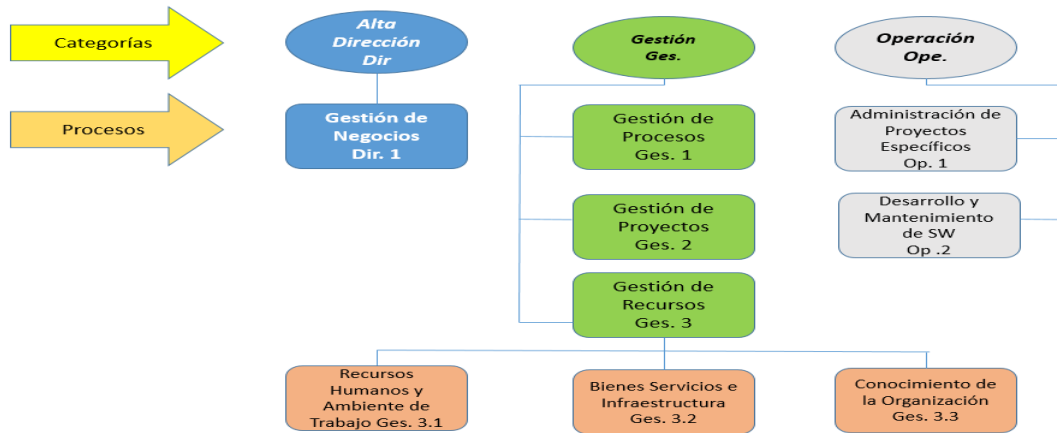 Categorías
Alta
Dirección
Dir
Gestión
Ges.
Operación
Ope.
Procesos
Gestión de
Negocios
Dir. 1
Gestión de
Procesos
Ges. 1
Administración de
Proyectos
Específicos
Op. 1
Gestión de
Proyectos
Ges. 2
Desarrollo y
Mantenimiento
de SW
Op .2
Gestión de
Recursos
Ges. 3
Recursos
Humanos y
Ambiente de
Trabajo Ges. 3.1
Bienes Servicios e
Infraestructura
Ges. 3.2
Conocimiento de
la Organización
Ges. 3.3